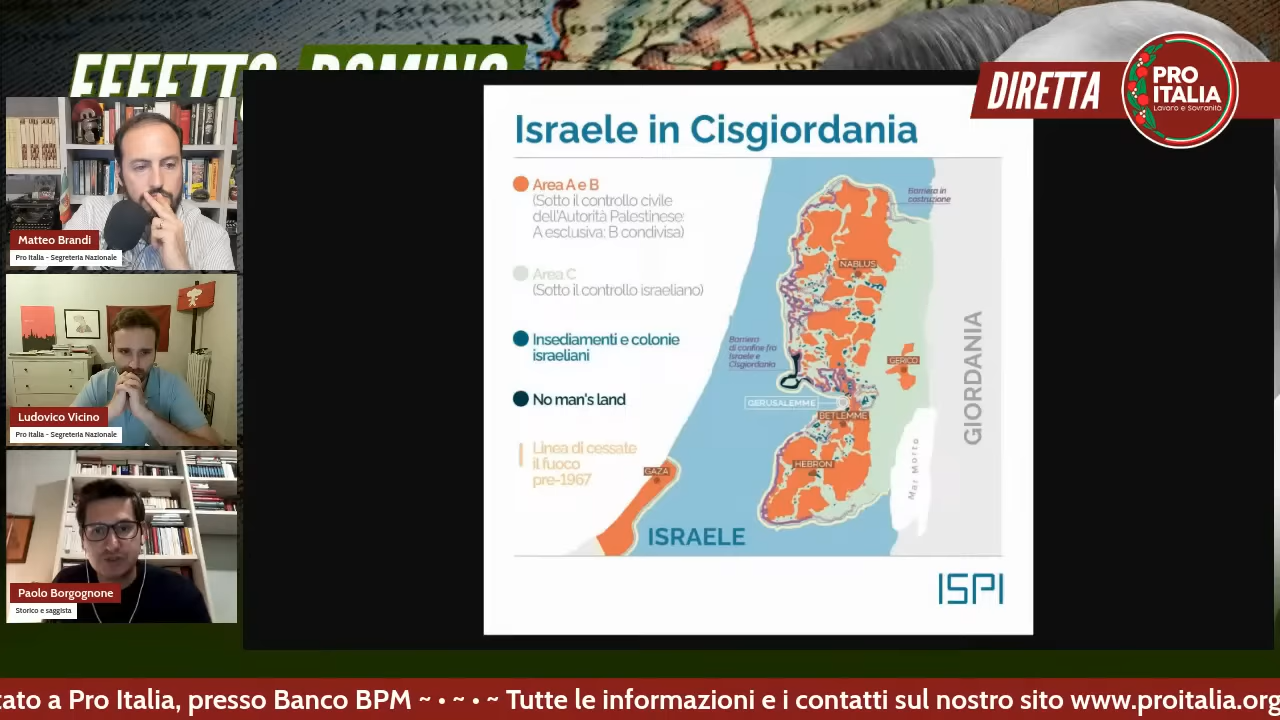 EFFETTO DOMINO
DIRETTA
PRO
ITALIA
Lavoro e Sovranità
Matteo Brandi
Pro Italia - Segreteria Nazionale
Ludovico Vicino
Pro Italia - Segreteria Nazionale
Paolo Borgognone
Storico e saggista
Israele in Cisgiordania
Area A e B
(Sotto il controllo civile
dell'Autorità Palestinese:
A esclusiva: B condivisa)
Area C
(Sotto il controllo israeliano)
Insediamenti e colonie
israeliani
No man's land
Linea di cessate
il fuoco
pre-1967
Barriera in
costruzione
NABLUS
Barriera
di confine fra
Israele e
Cisgiordania
GERICO
GERUSALEMME
BETLEMME
HEBRON
GAZA
Mar Morto
GIORDANIA
ISRAELE
ISPI
tato a Pro Italia, presso Banco BPM ~ • ~ • ~ Tutte le informazioni e i contatti sul nostro sito www.proitalia.org